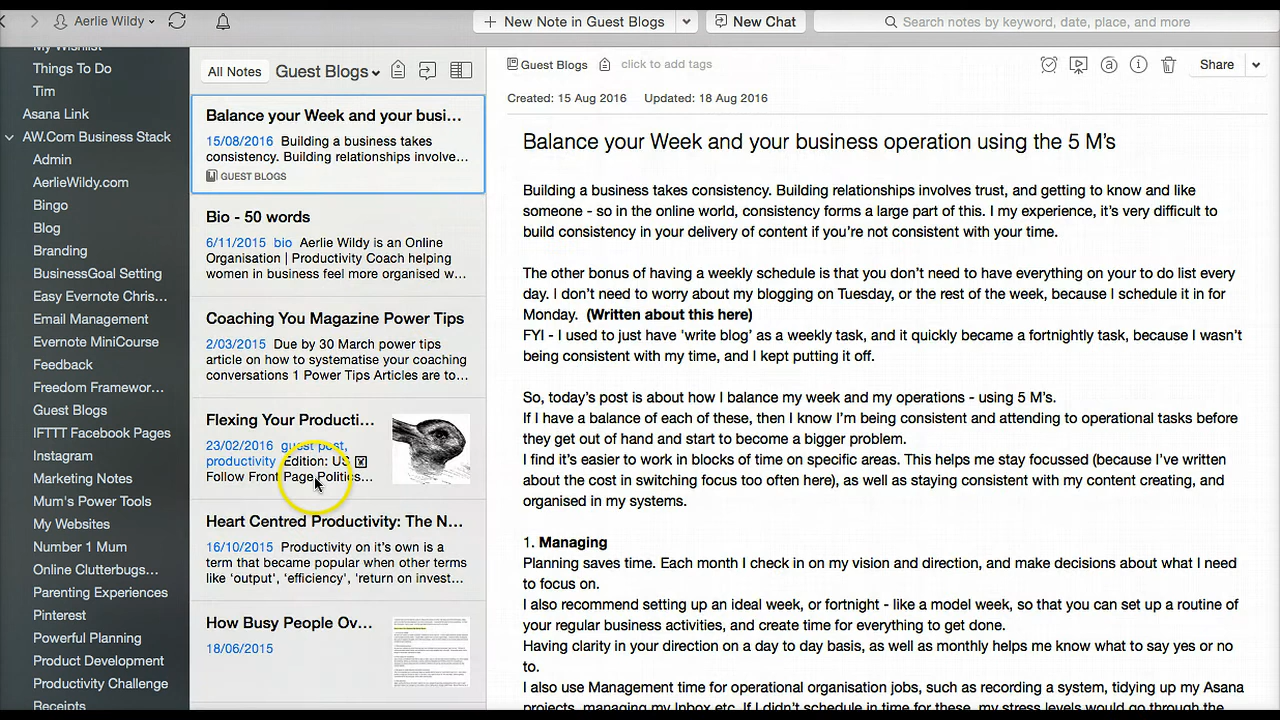 Aerlie Wildy
New Note in Guest Blogs
New Chat
Search notes by keyword, date, place, and more
My Wishlist
Things To Do
Tim
Asana Link
AW.Com Business Stack
Admin
AerlieWildy.com
Bingo
Blog
Branding
BusinessGoal Setting
Easy Evernote Chris...
Email Management
Evernote MiniCourse
Feedback
Freedom Framewor...
Guest Blogs
IFTTT Facebook Pages
Instagram
Marketing Notes
Mum's Power Tools
My Websites
Number 1 Mum
Online Clutterbugs...
Parenting Experiences
Pinterest
Powerful Planning
Product Development
Productivity Challenge
Receipts
All Notes
Guest Blogs
Balance your Week and your busi...
15/08/2016 Building a business takes
consistency. Building relationships involve...
GUEST BLOGS
Bio - 50 words
6/11/2015 bio Aerlie Wildy is an Online
Organisation | Productivity Coach helping
women in business feel more organised w...
Coaching You Magazine Power Tips
2/03/2015 Due by 30 March power tips
article on how to systematise your coaching
conversations 1 Power Tips Articles are to...
Flexing Your Producti...
23/02/2016 guest post,
productivity Edition: US
Follow Front Page Politics...
Heart Centred Productivity: The N...
16/10/2015 Productivity on it's own is a
term that became popular when other terms
like 'output', 'efficiency', 'return on invest...
How Busy People Ov...
18/06/2015
Guest Blogs
click to add tags
Share
Created: 15 Aug 2016 Updated: 18 Aug 2016
Balance your Week and your business operation using the 5 M's
Building a business takes consistency. Building relationships involves trust, and getting to know and like
someone - so in the online world, consistency forms a large part of this. I my experience, it's very difficult to
build consistency in your delivery of content if you're not consistent with your time.
The other bonus of having a weekly schedule is that you don't need to have everything on your to do list every
day. I don't need to worry about my blogging on Tuesday, or the rest of the week, because I schedule it in for
Monday. (Written about this here)
FYI - I used to just have 'write blog' as a weekly task, and it quickly became a fortnightly task, because I wasn't
being consistent with my time, and I kept putting it off.
So, today's post is about how I balance my week and my operations - using 5 M's.
If I have a balance of each of these, then I know I'm being consistent and attending to operational tasks before
they get out of hand and start to become a bigger problem.
I find it's easier to work in blocks of time on specific areas. This helps me stay focussed (because I've written
about the cost in switching focus too often here), as well as staying consistent with my content creating, and
organised in my systems.
1. Managing
Planning saves time. Each month I check in on my vision and direction, and make decisions about what I need
to focus on.
I also recommend setting up an ideal week, or fortnight - like a model week, so that you can set up a routine of
your regular business activities, and create time for everything to get done.
Having clarity in your direction on a day to day basis, as well as monthly helps me know what to say yes or no
to.
I also use Management time for operational organisation jobs, such as recording a system, tidying up my Asana
projects, managing my Inbox etc. If I didn't schedule in time for these, my stress levels would go through the